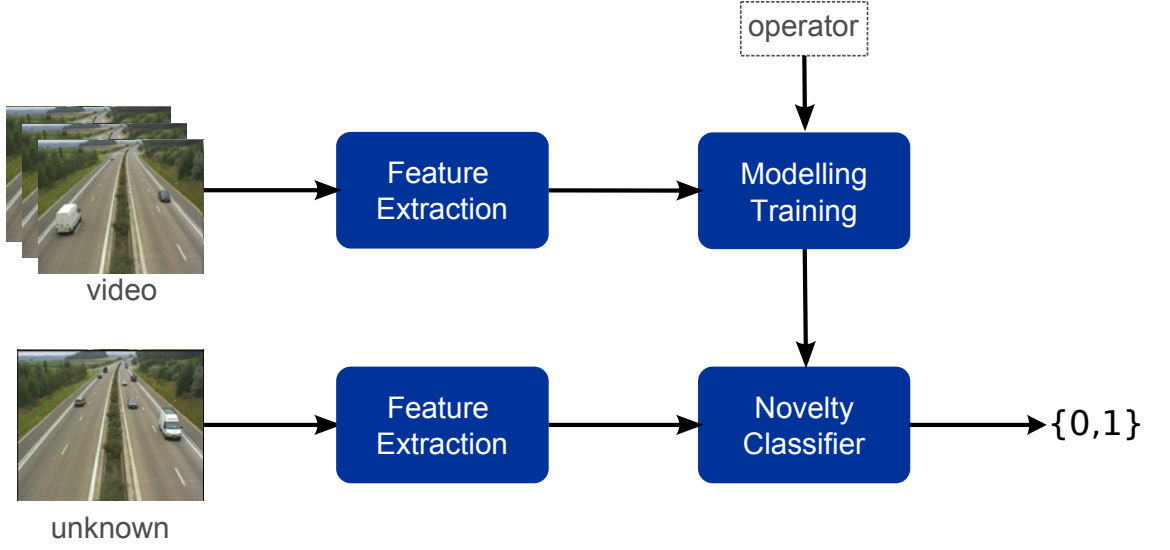 operator
Feature
Extraction
Modelling
Training
video
Feature
Extraction
Novelty
Classifier
{0,1}
unknown